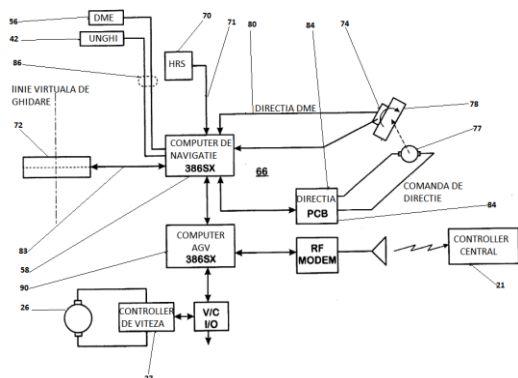 56
DME
42
UNGHI
86
70
71
80
84
74
HRS
lINIE VIRTUALA DE
GHIDARE
DIRECTIA DME
78
72
COMPUTER DE
NAVIGATIE
386SX
66
77
DIRECTIA
PCB
COMANDA DE
DIRECTIE
84
83
58
COMPUTER
AGV
386SX
RF
MODEM
CONTROLLER
CENTRAL
90
21
26
CONTROLLER
DE VITEZA
V/C
I/O
27